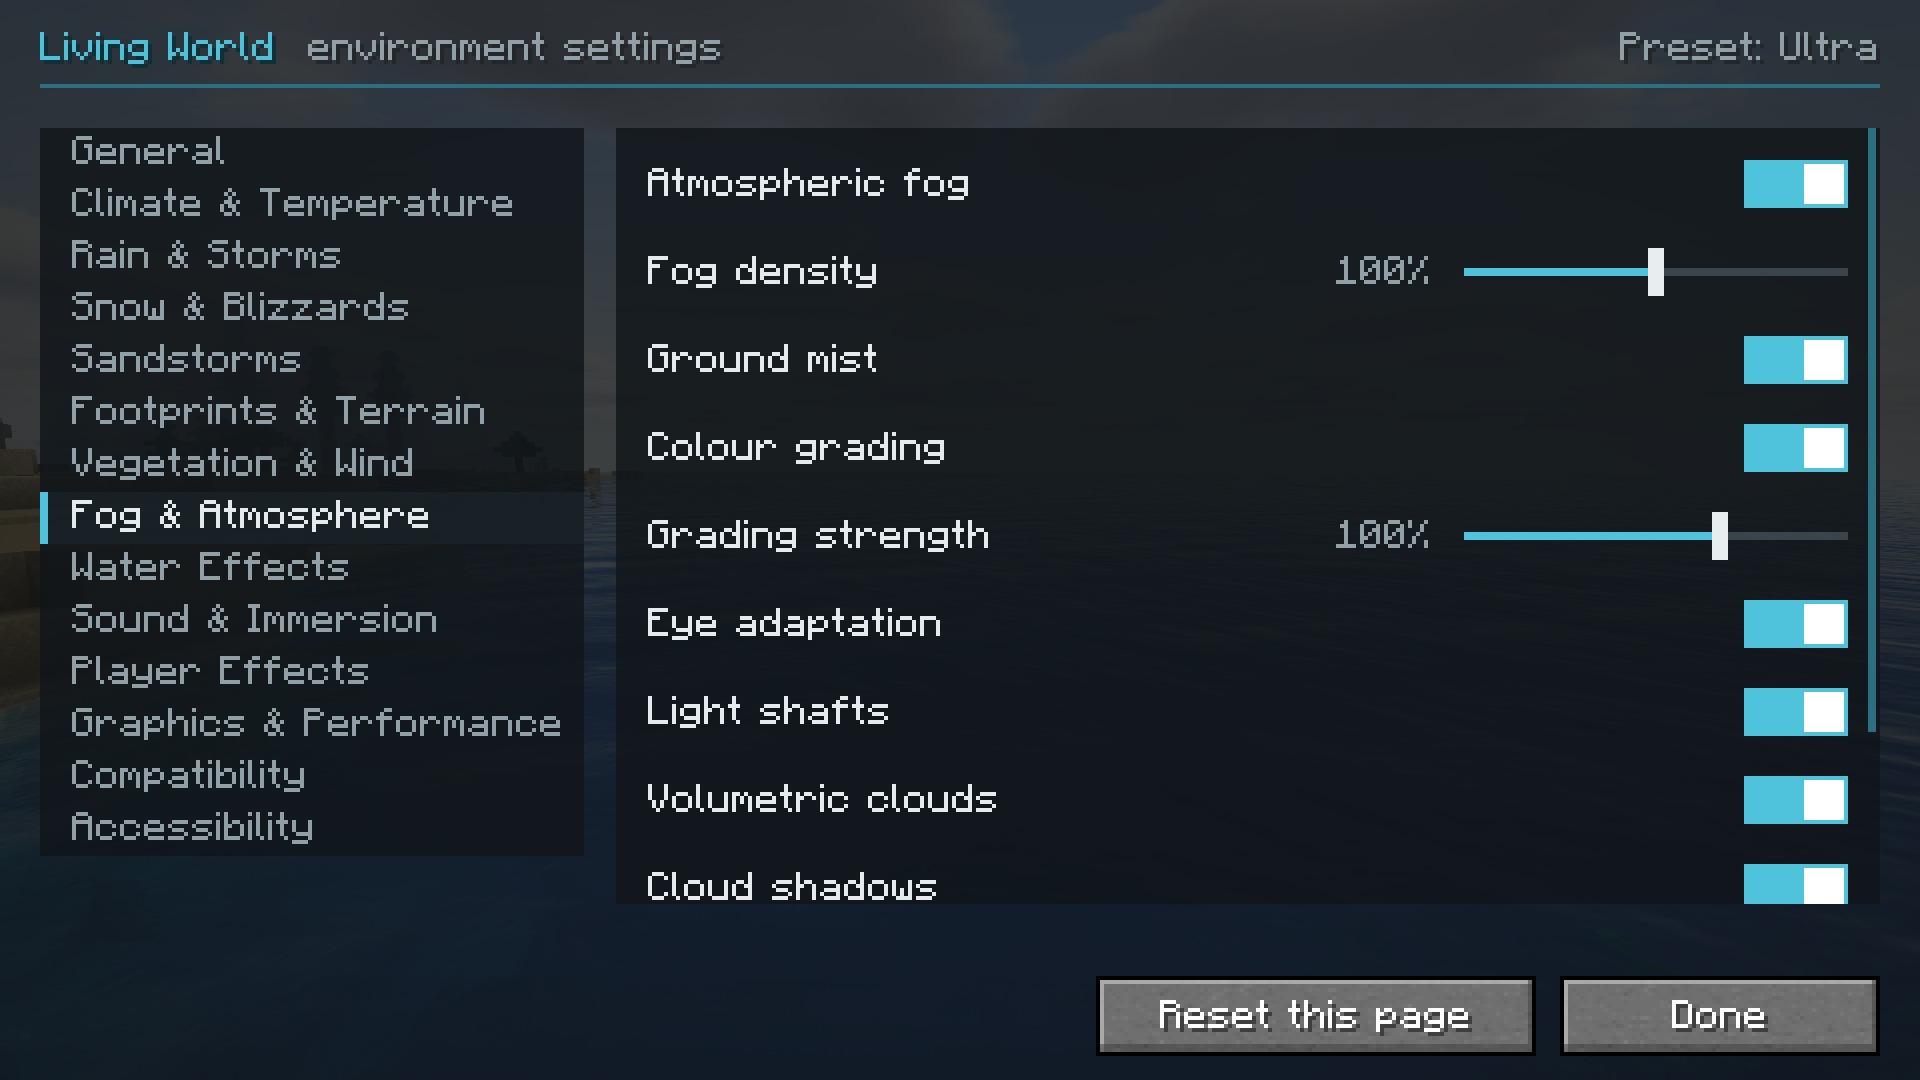 Living World environment settings
Preset: Ultra
General
Climate & Temperature
Rain & Storms
Snow & Blizzards
Sandstorms
Footprints & Terrain
Vegetation & Wind
Fog & Atmosphere
Water Effects
Sound & Immersion
Player Effects
Graphics & Performance
Compatibility
Accessibility
Atmospheric fog
Fog density 100%
Ground mist
Colour grading
Grading strength 100%
Eye adaptation
Light shafts
Volumetric clouds
Cloud shadows
Reset this page
Done